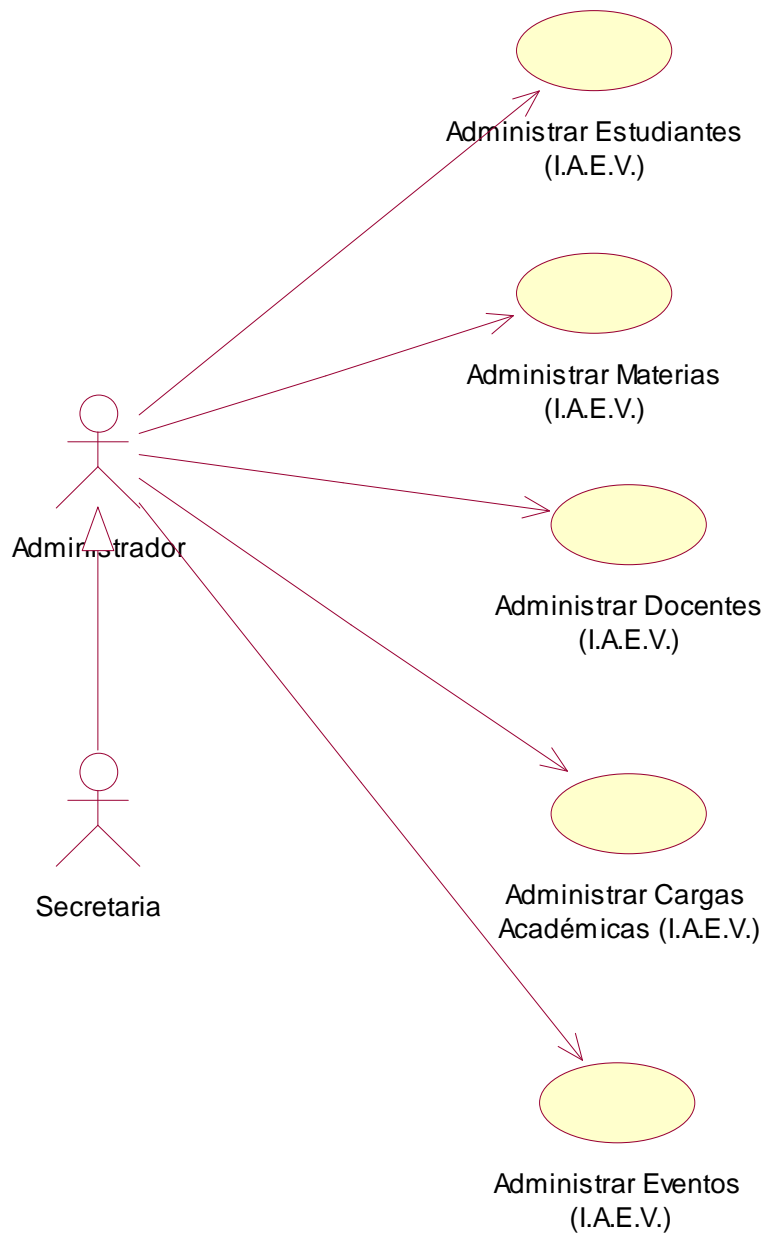 Administrar Estudiantes
(I.A.E.V.)
Administrar Materias
(I.A.E.V.)
Administrador
Administrar Docentes
(I.A.E.V.)
Secretaria
Administrar Cargas
Académicas (I.A.E.V.)
Administrar Eventos
(I.A.E.V.)